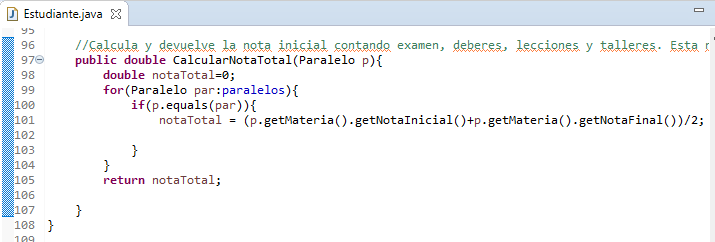 Estudiante.java
95
96 //Calcula y devuelve la nota inicial contando examen, deberes, lecciones y talleres. Esta
97 public double CalcularNotaTotal(Paralelo p){
98 double notaTotal=0;
99 for(Paralelo par:paralelos){
100 if(p.equals(par)){
101 notaTotal = (p.getMateria().getNotaInicial()+p.getMateria().getNotaFinal())/2;
102
103 }
104 }
105 return notaTotal;
106
107 }
108 }
109